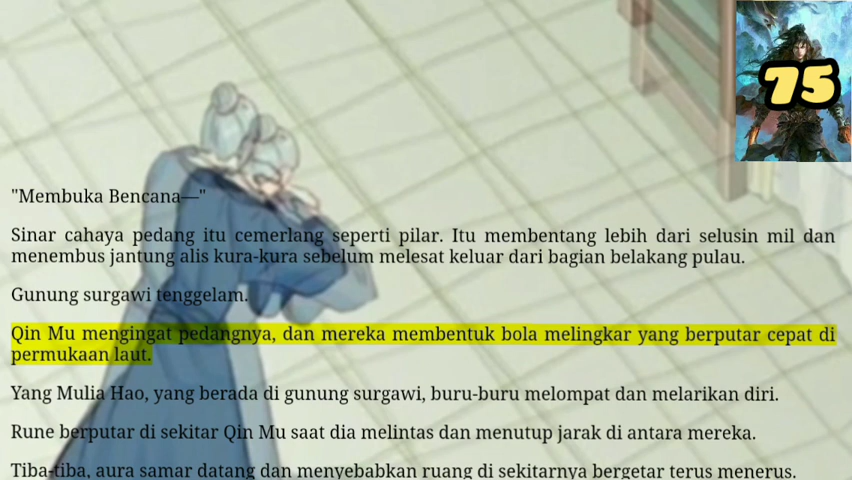 75
"Membuka Bencana—"
Sinar cahaya pedang itu cemerlang seperti pilar. Itu membentang lebih dari selusin mil dan
menembus jantung alis kura-kura sebelum melesat keluar dari bagian belakang pulau.
Gunung surgawi tenggelam.
Qin Mu mengingat pedangnya, dan mereka membentuk bola melingkar yang berputar cepat di
permukaan laut.
Yang Mulia Hao, yang berada di gunung surgawi, buru-buru melompat dan melarikan diri.
Rune berputar di sekitar Qin Mu saat dia melintas dan menutup jarak di antara mereka.
Tiba-tiba, aura samar datang dan menyebabkan ruang di sekitarnya bergetar terus menerus.